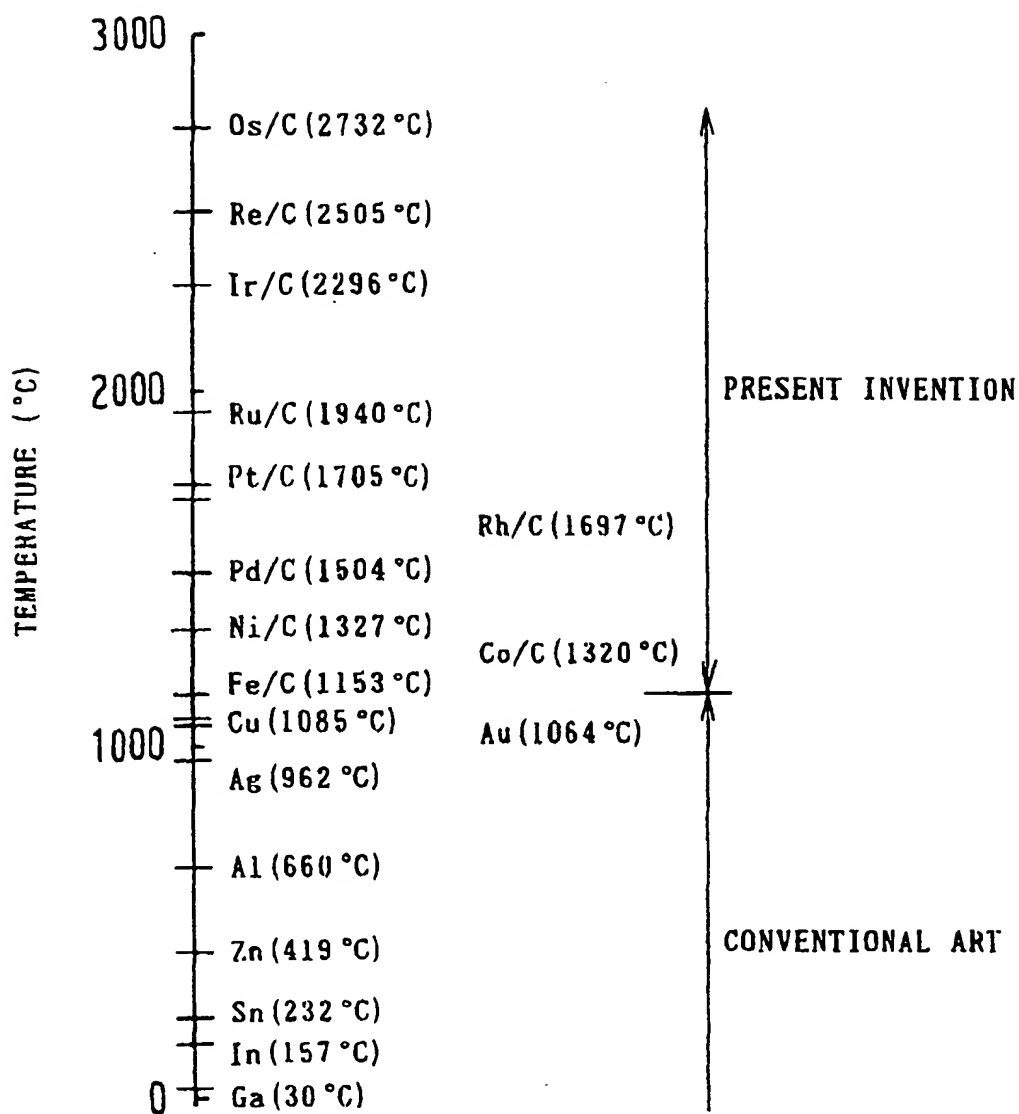 3000
Os/C (2732 °C)
Re/C (2505 °C)
Ir/C (2296 °C)
TEMPERATURE (°C)
2000
PRESENT INVENTION
Ru/C (1940 °C)
Pt/C (1705 °C)
Rh/C (1697 °C)
Pd/C (1504 °C)
Ni/C (1327 °C)
Co/C (1320 °C)
Fe/C (1153 °C)
Cu (1085 °C)
Au (1064 °C)
1000
Ag (962 °C)
Al (660 °C)
Zn (419 °C)
CONVENTIONAL ART
Sn (232 °C)
In (157 °C)
0
Ga (30 °C)